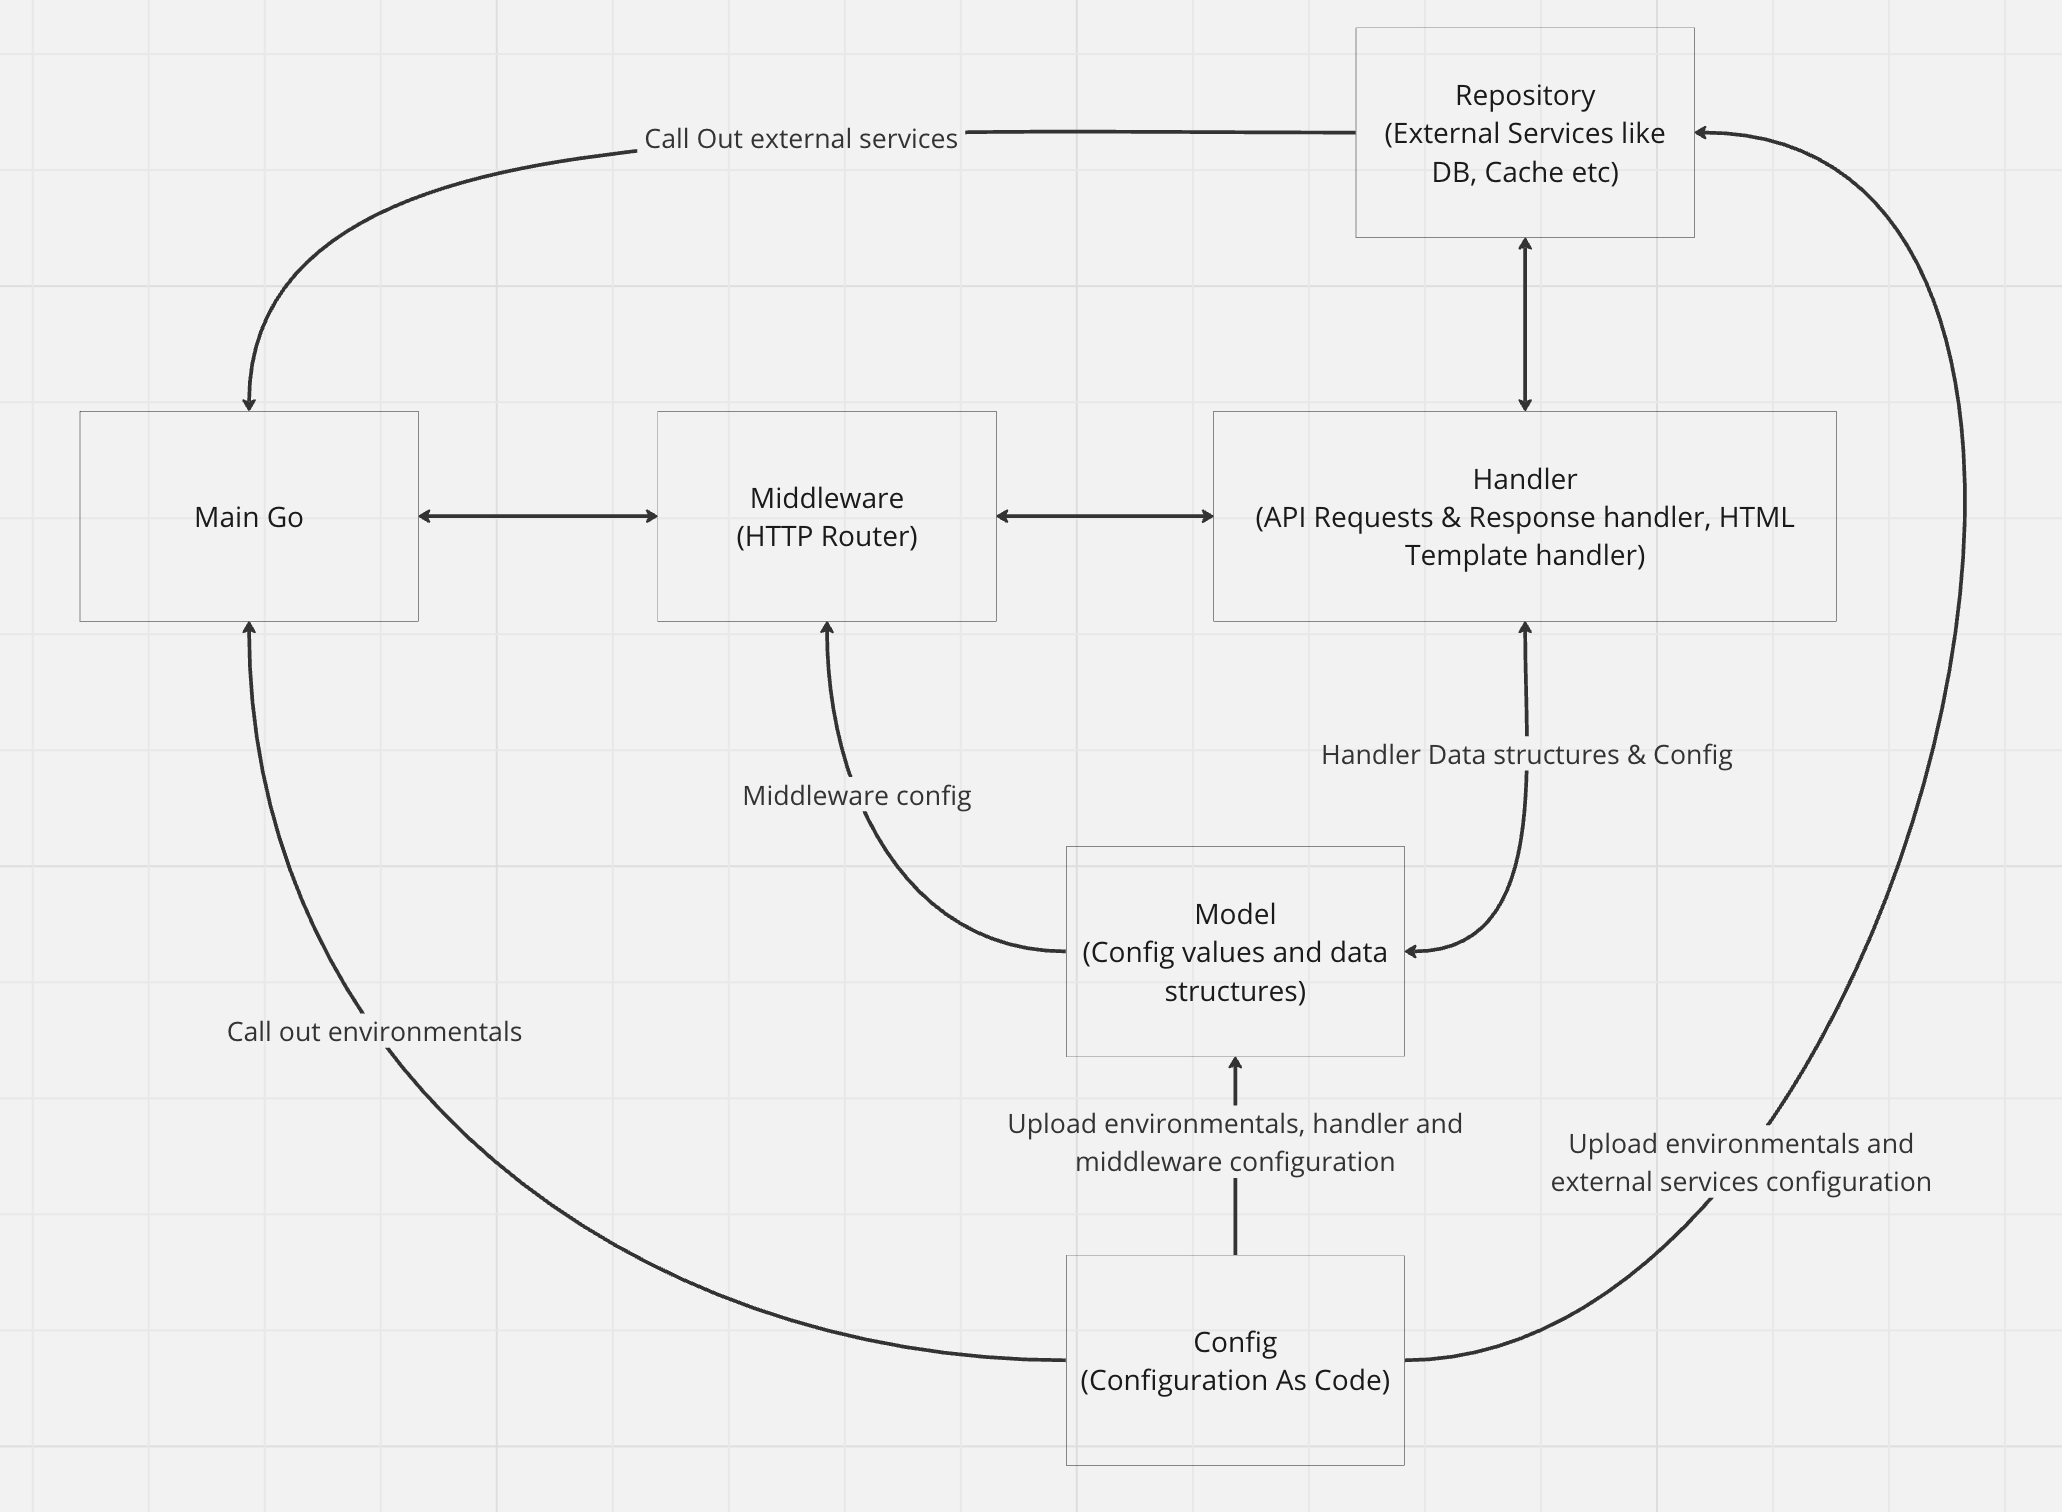 Repository
(External Services like
DB, Cache etc)
Call Out external services
Main Go
Middleware
(HTTP Router)
Handler
(API Requests & Response handler, HTML
Template handler)
Handler Data structures & Config
Middleware config
Model
(Config values and data
structures)
Call out environmentals
Upload environmentals, handler and
middleware configuration
Upload environmentals and
external services configuration
Config
(Configuration As Code)